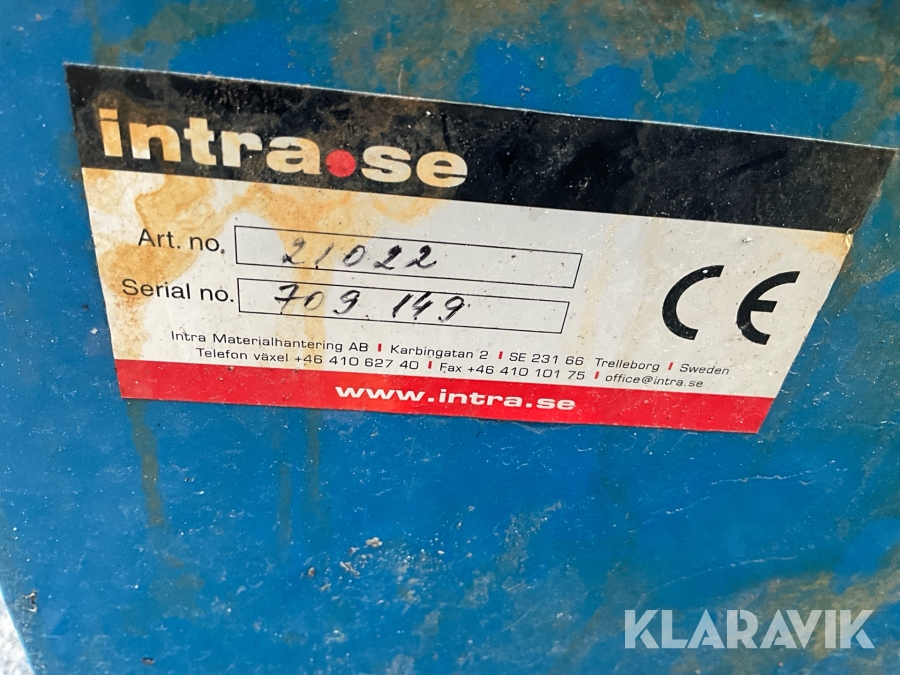 intra.se
Art. no. 21022
Serial no. 709 149
Intra Materialhantering AB | Karbingatan 2 | SE 231 66 Trelleborg | Sweden
Telefon växel +46 410 627 40 | Fax +46 410 101 75 | office@intra.se
www.intra.se
CE
KLARAVIK